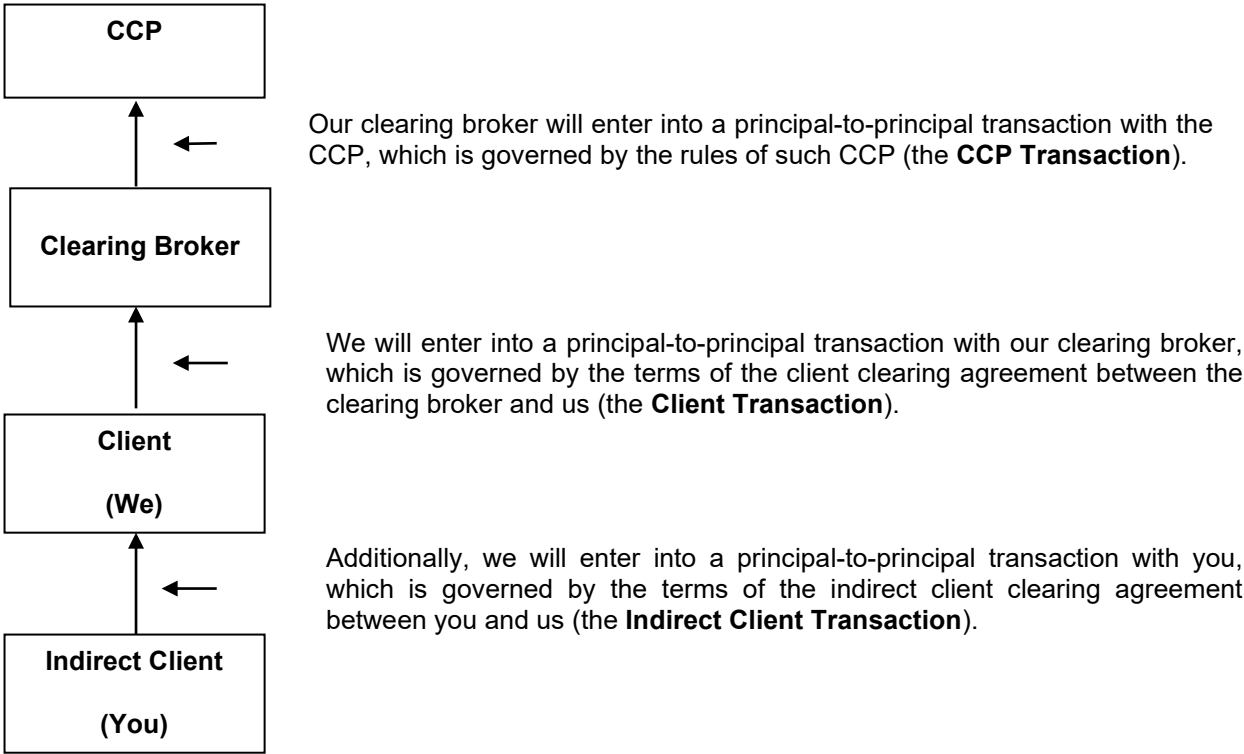 CCP
Our clearing broker will enter into a principal-to-principal transaction with the
CCP, which is governed by the rules of such CCP (the CCP Transaction).
Clearing Broker
We will enter into a principal-to-principal transaction with our clearing broker,
which is governed by the terms of the client clearing agreement between the
clearing broker and us (the Client Transaction).
Client
(We)
Additionally, we will enter into a principal-to-principal transaction with you,
which is governed by the terms of the indirect client clearing agreement
between you and us (the Indirect Client Transaction).
Indirect Client
(You)